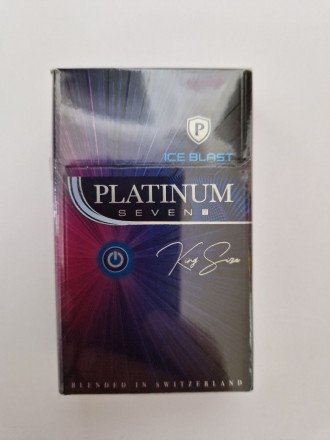 P
ICE BLAST
PLATINUM
SEVEN
King Size
BLENDED IN SWITZERLAND